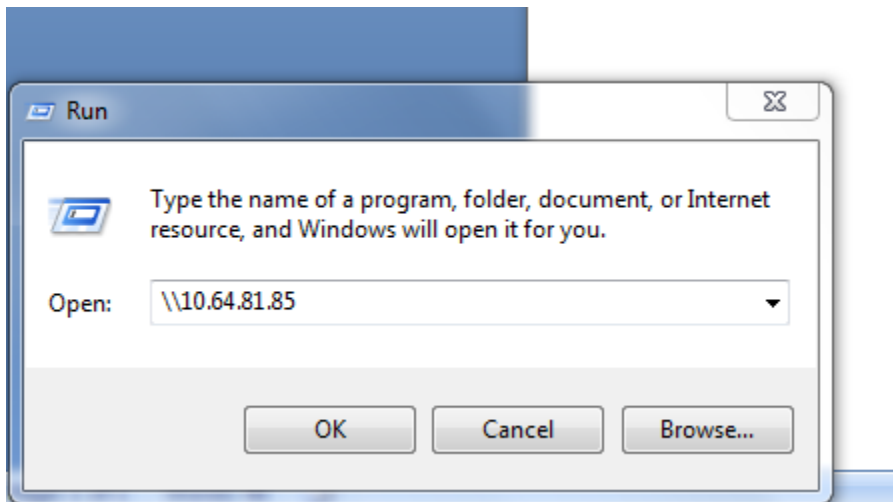 Run
Type the name of a program, folder, document, or Internet
resource, and Windows will open it for you.
Open: \\10.64.81.85
OK Cancel Browse...